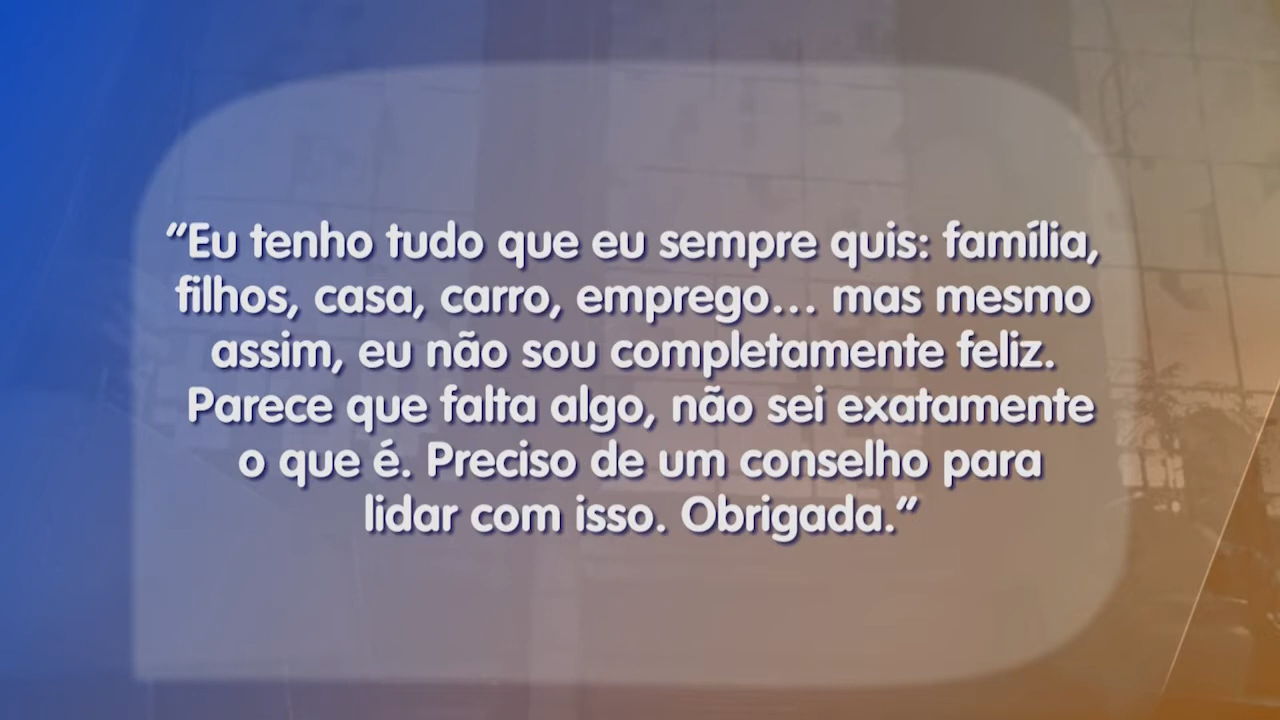 “Eu tenho tudo que eu sempre quis: família,
filhos, casa, carro, emprego... mas mesmo
assim, eu não sou completamente feliz.
Parece que falta algo, não sei exatamente
o que é. Preciso de um conselho para
lidar com isso. Obrigada.”